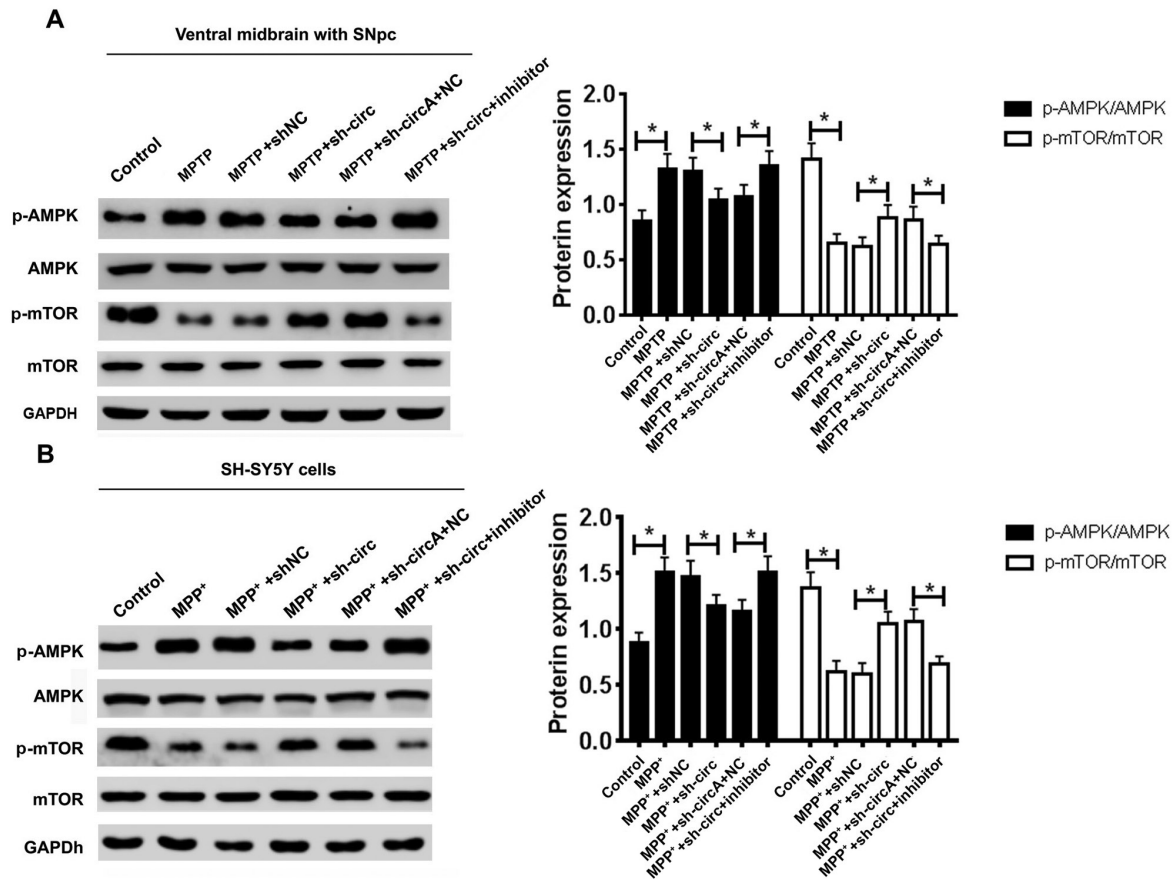 A
Ventral midbrain with SNpc
Control
MPTP
MPTP +shNC
MPTP+sh-circ
MPTP+sh-circA+NC
MPTP+sh-circ+inhibitor
p-AMPK
AMPK
p-mTOR
mTOR
GAPDH
Proterin expression
2.0
1.5
1.0
0.5
0.0
* * * * * *
Control
MPTP
MPTP +shNC
MPTP +sh-circ
MPTP +sh-circA+NC
MPTP +sh-circ+inhibitor
Control
MPTP
MPTP +shNC
MPTP +sh-circ
MPTP +sh-circA+NC
MPTP +sh-circ+inhibitor
p-AMPK/AMPK
p-mTOR/mTOR
B
SH-SY5Y cells
Control
MPP⁺
MPP⁺ +shNC
MPP⁺ +sh-circ
MPP⁺ +sh-circA+NC
MPP⁺ +sh-circ+inhibitor
p-AMPK
AMPK
p-mTOR
mTOR
GAPDh
Proterin expression
2.0
1.5
1.0
0.5
0.0
* * * * * *
Control
MPP⁺
MPP⁺ +shNC
MPP⁺ +sh-circ
MPP⁺ +sh-circA+NC
MPP⁺ +sh-circ+inhibitor
Control
MPP⁺
MPP⁺ +shNC
MPP⁺ +sh-circ
MPP⁺ +sh-circA+NC
MPP⁺ +sh-circ+inhibitor
p-AMPK/AMPK
p-mTOR/mTOR